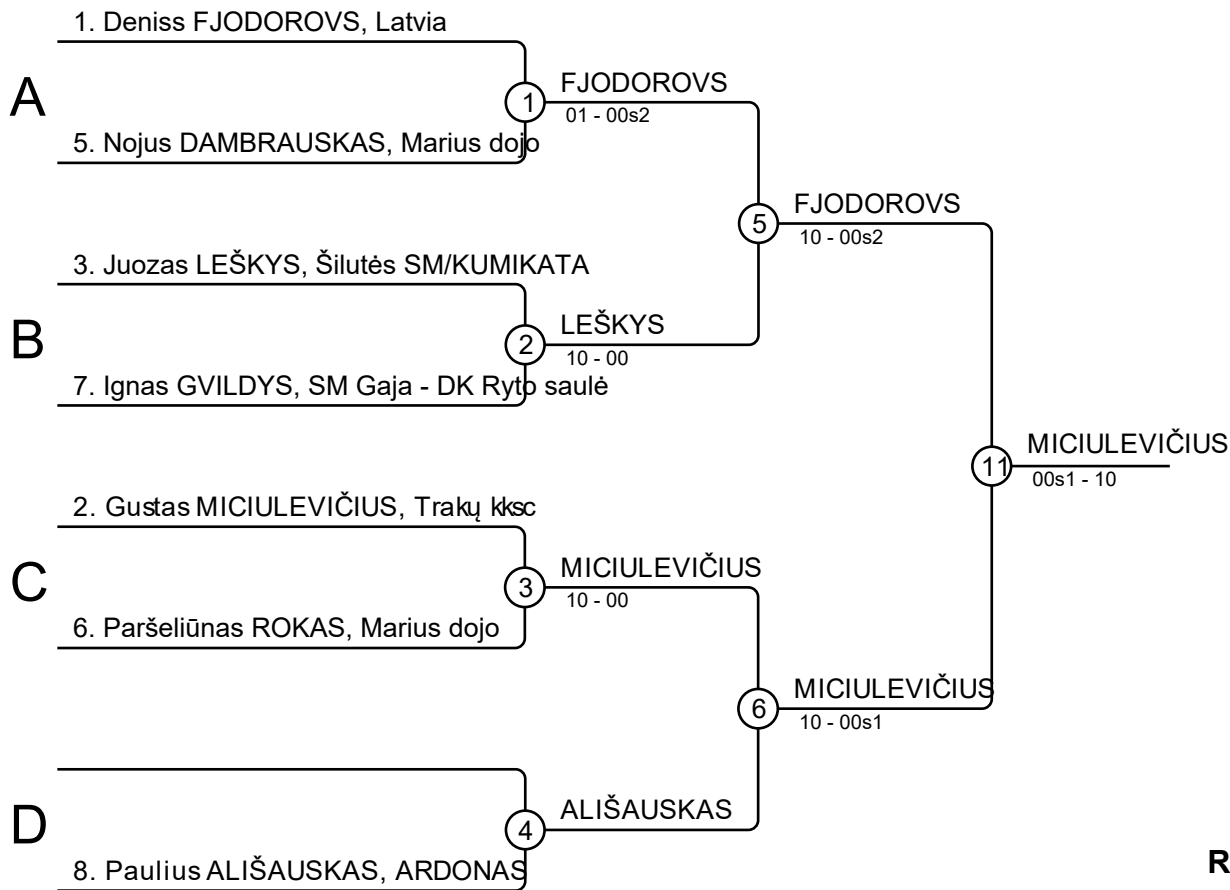 1. Deniss FJODOROVS, Latvia
A
1
FJODOROVS
01 - 00s2
5. Nojus DAMBRAUSKAS, Marius dojo
5
FJODOROVS
10 - 00s2
3. Juozas LEŠKYS, Šilutės SM/KUMIKATA
B
2
LEŠKYS
10 - 00
7. Ignas GVILDYS, SM Gaja - DK Ryto saulė
11
MICIULEVIČIUS
00s1 - 10
2. Gustas MICIULEVIČIUS, Trakų kksc
C
3
MICIULEVIČIUS
10 - 00
6. Paršeliūnas ROKAS, Marius dojo
6
MICIULEVIČIUS
10 - 00s1
D
4
ALIŠAUSKAS
8. Paulius ALIŠAUSKAS, ARDONAS
R